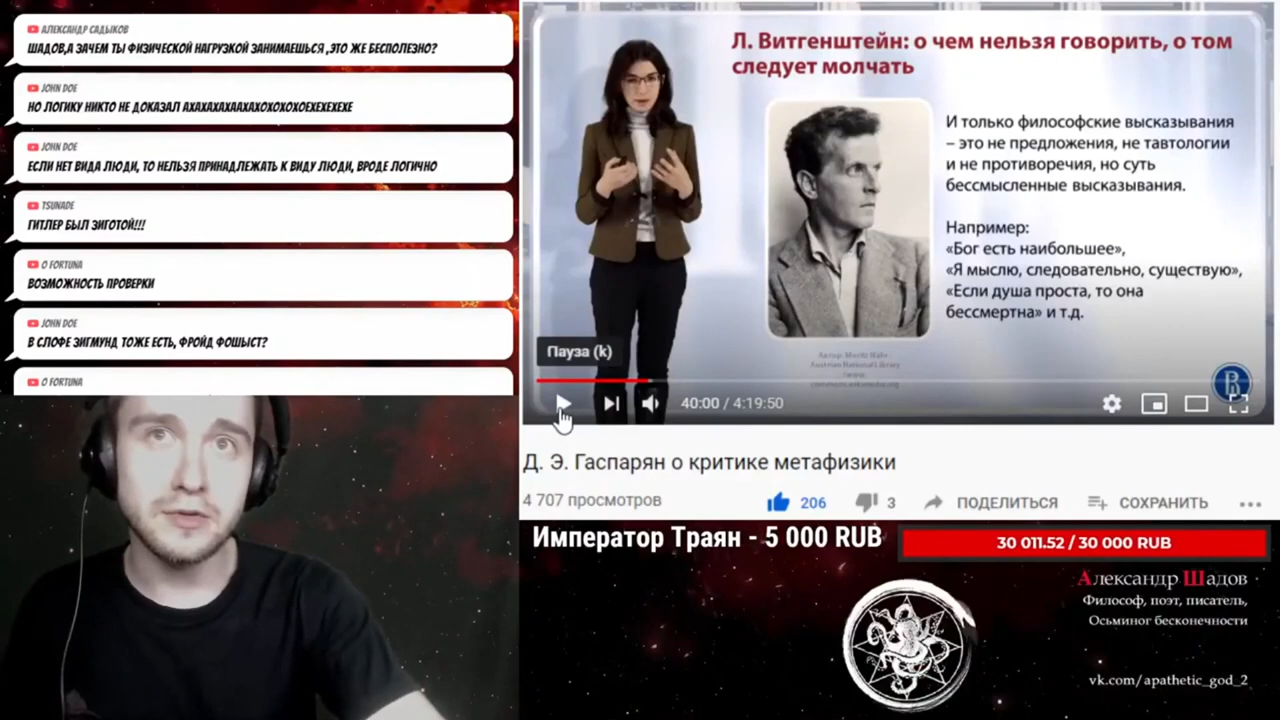 АЛЕКСАНДР САДЫКОВ
ШАДОВ,А ЗАЧЕМ ТЫ ФИЗИЧЕСКОЙ НАГРУЗКОЙ ЗАНИМАЕШЬСЯ ,ЭТО ЖЕ БЕСПОЛЕЗНО?
JOHN DOE
НО ЛОГИКУ НИКТО НЕ ДОКАЗАЛ АХАХАХАХААХАХОХОХОХОЕХЕХЕХЕХЕ
JOHN DOE
ЕСЛИ НЕТ ВИДА ЛЮДИ, ТО НЕЛЬЗЯ ПРИНАДЛЕЖАТЬ К ВИДУ ЛЮДИ, ВРОДЕ ЛОГИЧНО
TSUNADE
ГИТЛЕР БЫЛ ЗИГОТОЙ!!!
O FORTUNA
ВОЗМОЖНОСТЬ ПРОВЕРКИ
JOHN DOE
В СЛОФЕ ЗИГМУНД ТОЖЕ ЕСТЬ, ФРОЙД ФОШЫСТ?
O FORTUNA
Л. Витгенштейн: о чем нельзя говорить, о том
следует молчать
И только философские высказывания
– это не предложения, не тавтологии
и не противоречия, но суть
бессмысленные высказывания.
Например:
«Бог есть наибольшее»,
«Я мыслю, следовательно, существую»,
«Если душа проста, то она
бессмертна» и т.д.
Пауза (k)
40:00 / 4:19:50
Д. Э. Гаспарян о критике метафизики
4 707 просмотров
206
3
ПОДЕЛИТЬСЯ
СОХРАНИТЬ
Император Траян - 5 000 RUB
30 011.52 / 30 000 RUB
Александр Шадов
Философ, поэт, писатель,
Осьминог бесконечности
vk.com/apathetic_god_2